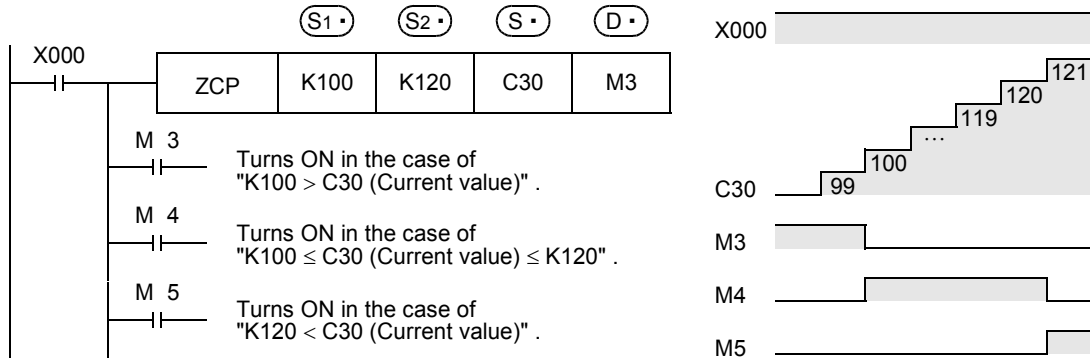 S1 · S2 · S · D ·
X000
ZCP K100 K120 C30 M3
M 3
Turns ON in the case of
"K100 > C30 (Current value)" .
M 4
Turns ON in the case of
"K100 ≤ C30 (Current value) ≤ K120" .
M 5
Turns ON in the case of
"K120 < C30 (Current value)" .
X000
121
120
119
...
100
99
C30
M3
M4
M5